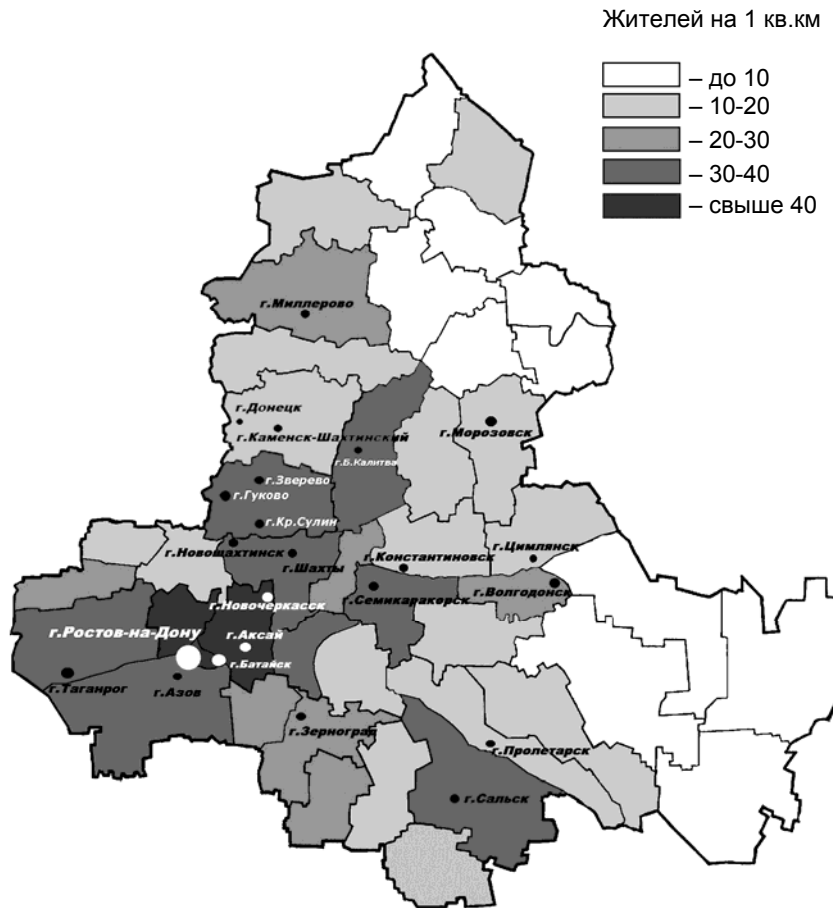 Жителей на 1 кв.км
– до 10
– 10-20
– 20-30
– 30-40
– свыше 40
г.Миллерово
г.Донецк
г.Каменск-Шахтинский
г.Морозовск
г.Б.Калитва
г.Зверево
г.Гуково
г.Кр.Сулин
г.Новошахтинск
г.Шахты
г.Константиновск
г.Цимлянск
г.Новочеркасск
г.Семикаракорск
г.Волгодонск
г.Ростов-на-Дону
г.Аксай
г.Батайск
г.Таганрог
г.Азов
г.Зерноград
г.Пролетарск
г.Сальск